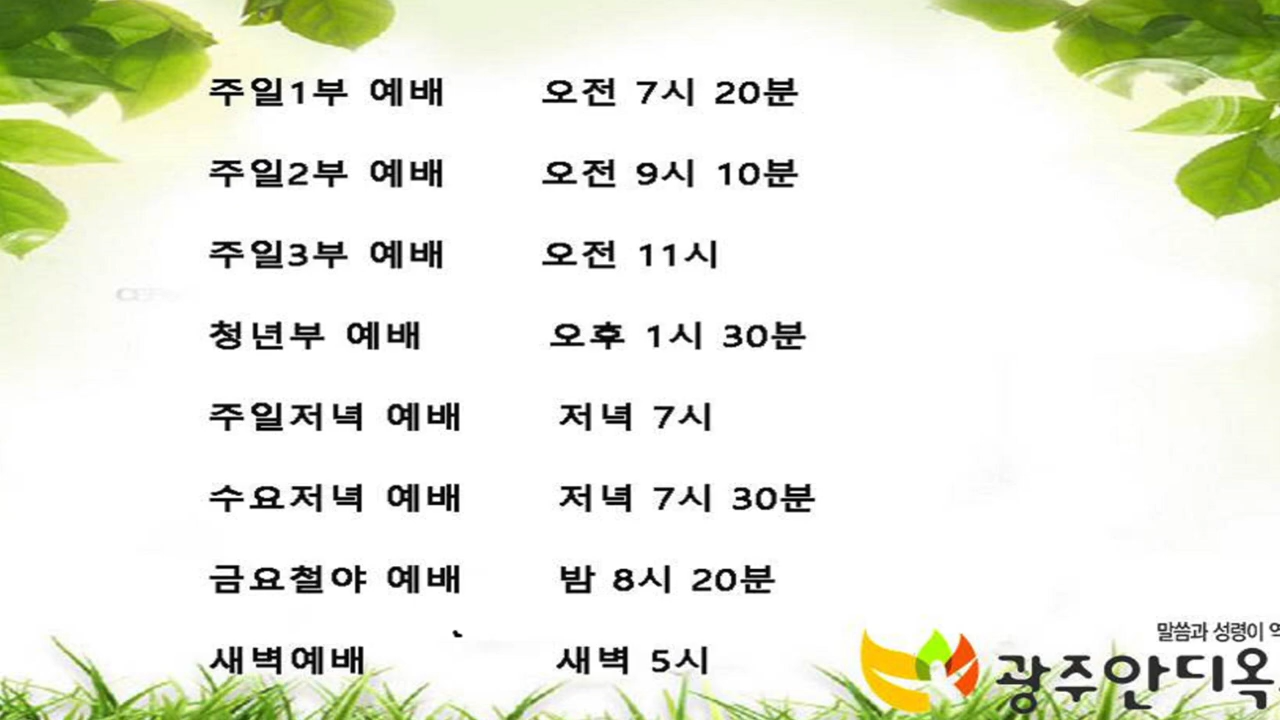 주일1부 예배 오전 7시 20분
주일2부 예배 오전 9시 10분
주일3부 예배 오전 11시
청년부 예배 오후 1시 30분
주일저녁 예배 저녁 7시
수요저녁 예배 저녁 7시 30분
금요철야 예배 밤 8시 20분
새벽예배 새벽 5시
말씀과 성령이
광주안디옥